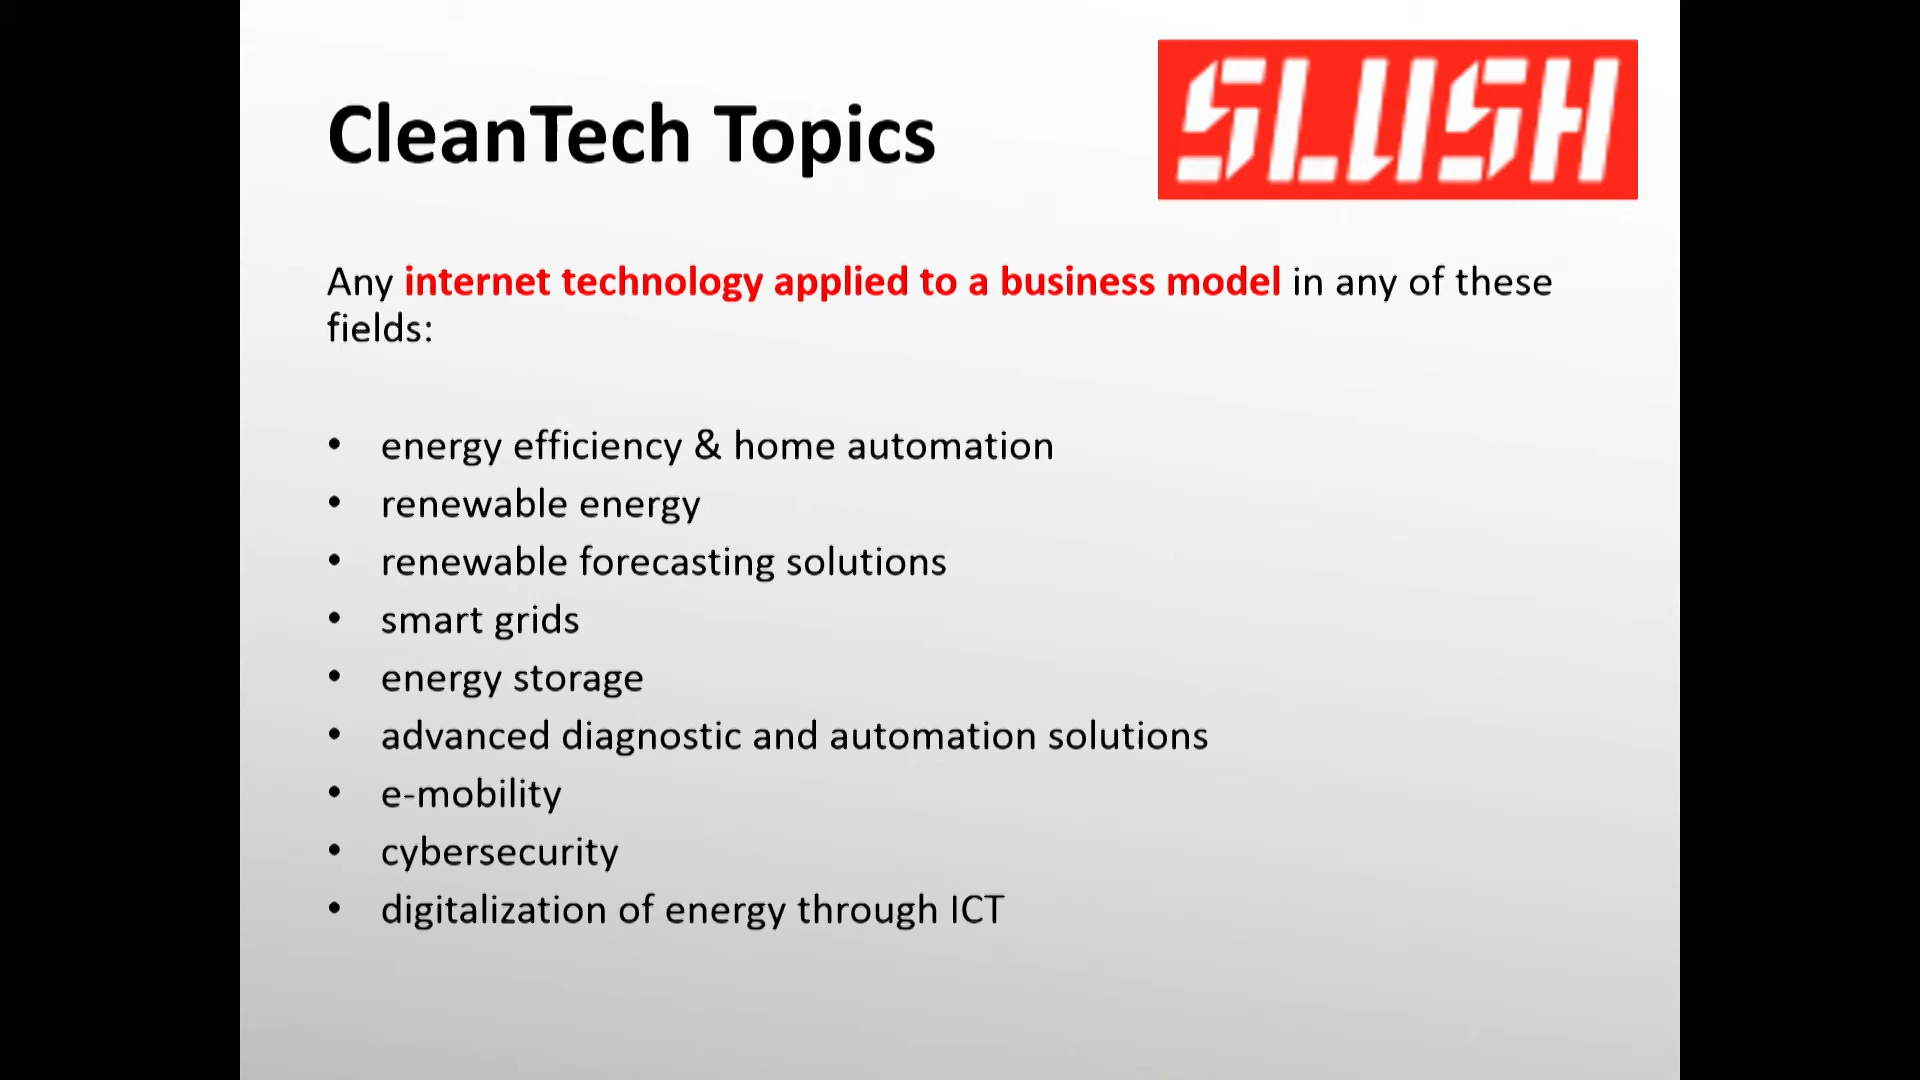 CleanTech Topics
SLUSH
Any internet technology applied to a business model in any of these
fields:
• energy efficiency & home automation
• renewable energy
• renewable forecasting solutions
• smart grids
• energy storage
• advanced diagnostic and automation solutions
• e-mobility
• cybersecurity
• digitalization of energy through ICT